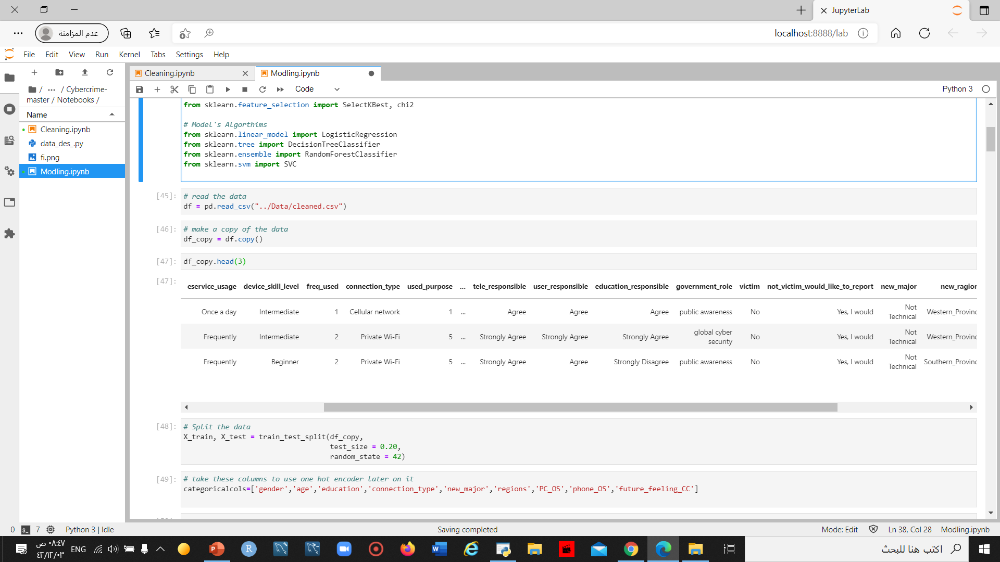 JupyterLab
عدم المزامنة
localhost:8888/lab
File Edit View Run Kernel Tabs Settings Help
Cleaning.ipynb
Modling.ipynb
/ ··· / Cybercrime-
master / Notebooks /
Name
Cleaning.ipynb
data_des_.py
fi.png
Modling.ipynb
Code
Python 3
from sklearn.feature_selection import SelectKBest, chi2
# Model's Algorthims
from sklearn.linear_model import LogisticRegression
from sklearn.tree import DecisionTreeClassifier
from sklearn.ensemble import RandomForestClassifier
from sklearn.svm import SVC
[45]: # read the data
df = pd.read_csv("../Data/cleaned.csv")
[46]: # make a copy of the data
df_copy = df.copy()
[47]: df_copy.head(3)
[47]:
eservice_usage device_skill_level freq_used connection_type used_purpose ... tele_responsible user_responsible education_responsible government_role victim not_victim_would_like_to_report new_major new_ragior
Once a day Intermediate 1 Cellular network 1 ... Agree Agree Agree public awareness No Yes, I would Not Technical Western_Provinc
Frequently Intermediate 2 Private Wi-Fi 5 ... Strongly Agree Strongly Agree Strongly Agree global cyber security No Yes, I would Not Technical Western_Provinc
Frequently Beginner 2 Private Wi-Fi 5 ... Strongly Agree Agree Strongly Disagree public awareness No Yes, I would Not Technical Southern_Provinc
[48]: # Split the data
X_train, X_test = train_test_split(df_copy,
test_size = 0.20,
random_state = 42)
[49]: # take these columns to use one hot encoder later on it
categoricalcols=['gender','age','education','connection_type','new_major','regions','PC_OS','phone_OS','future_feeling_CC']
0 $_ 7 Python 3 | Idle
Saving completed
Mode: Edit Ln 38, Col 28 Modling.ipynb
٠٨:٤٧ ص
٤٢/١٢/٠٣
ENG
اكتب هنا للبحث